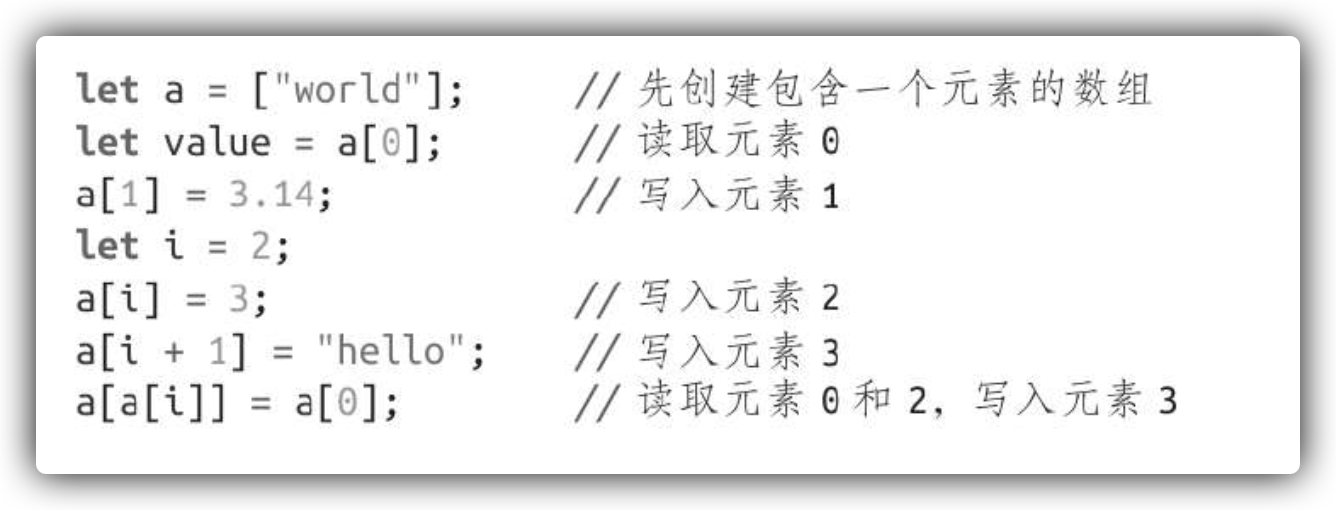 let a = ["world"]; // 先创建包含一个元素的数组
let value = a[0]; // 读取元素 0
a[1] = 3.14; // 写入元素 1
let i = 2;
a[i] = 3; // 写入元素 2
a[i + 1] = "hello"; // 写入元素 3
a[a[i]] = a[0]; // 读取元素 0 和 2，写入元素 3